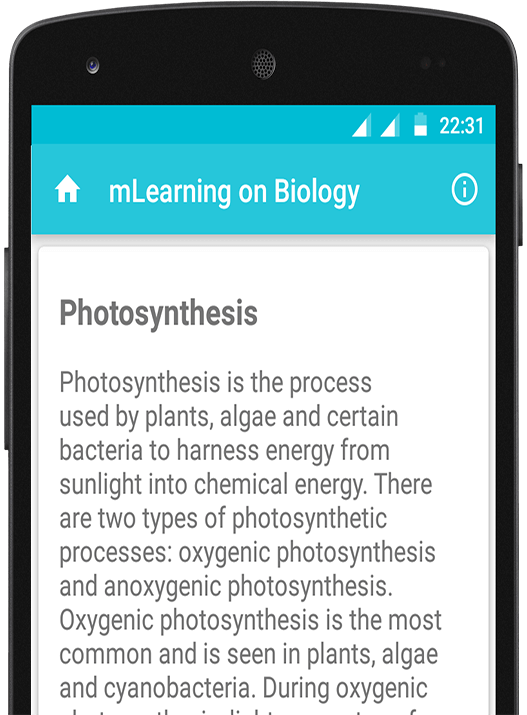 22:31
mLearning on Biology
Photosynthesis
Photosynthesis is the process
used by plants, algae and certain
bacteria to harness energy from
sunlight into chemical energy. There
are two types of photosynthetic
processes: oxygenic photosynthesis
and anoxygenic photosynthesis.
Oxygenic photosynthesis is the most
common and is seen in plants, algae
and cyanobacteria. During oxygenic